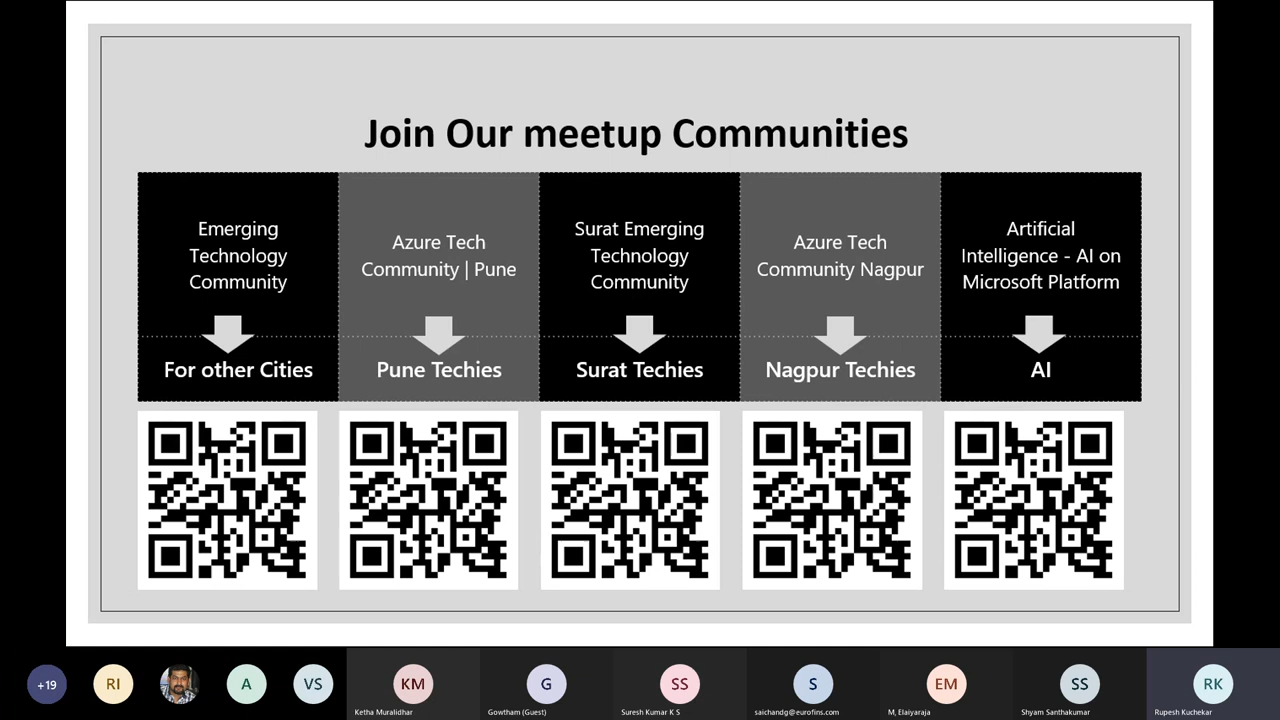 Join Our meetup Communities
Emerging
Technology
Community
Azure Tech
Community | Pune
Surat Emerging
Technology
Community
Azure Tech
Community Nagpur
Artificial
Intelligence - AI on
Microsoft Platform
For other Cities
Pune Techies
Surat Techies
Nagpur Techies
AI
+19
RI
A
VS
KM
Ketha Muralidhar
G
Gowtham (Guest)
SS
Suresh Kumar K S
S
saichandg@eurofins.com
EM
M, Elaiyaraja
SS
Shyam Santhakumar
RK
Rupesh Kuchekar